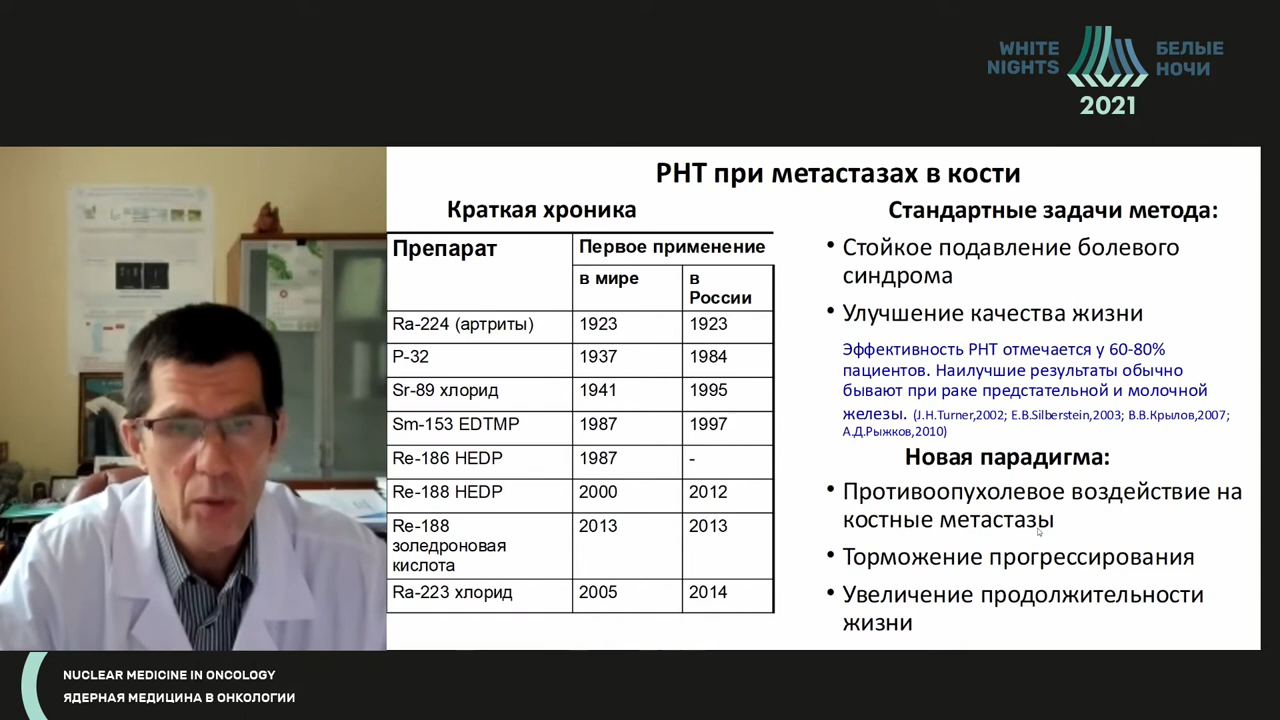 WHITE
NIGHTS
БЕЛЫЕ
НОЧИ
2021
РНТ при метастазах в кости
Краткая хроника
Препарат
Первое применение
в мире
в
России
Ra-224 (артриты) 1923 1923
P-32 1937 1984
Sr-89 хлорид 1941 1995
Sm-153 EDTMP 1987 1997
Re-186 HEDP 1987 -
Re-188 HEDP 2000 2012
Re-188 2013 2013
золедроновая
кислота
Ra-223 хлорид 2005 2014
Стандартные задачи метода:
• Стойкое подавление болевого
синдрома
• Улучшение качества жизни
Эффективность РНТ отмечается у 60-80%
пациентов. Наилучшие результаты обычно
бывают при раке предстательной и молочной
железы. (J.H.Turner,2002; E.B.Silberstein,2003; В.В.Крылов,2007;
А.Д.Рыжков,2010)
Новая парадигма:
• Противоопухолевое воздействие на
костные метастазы
• Торможение прогрессирования
• Увеличение продолжительности
жизни
NUCLEAR MEDICINE IN ONCOLOGY
ЯДЕРНАЯ МЕДИЦИНА В ОНКОЛОГИИ